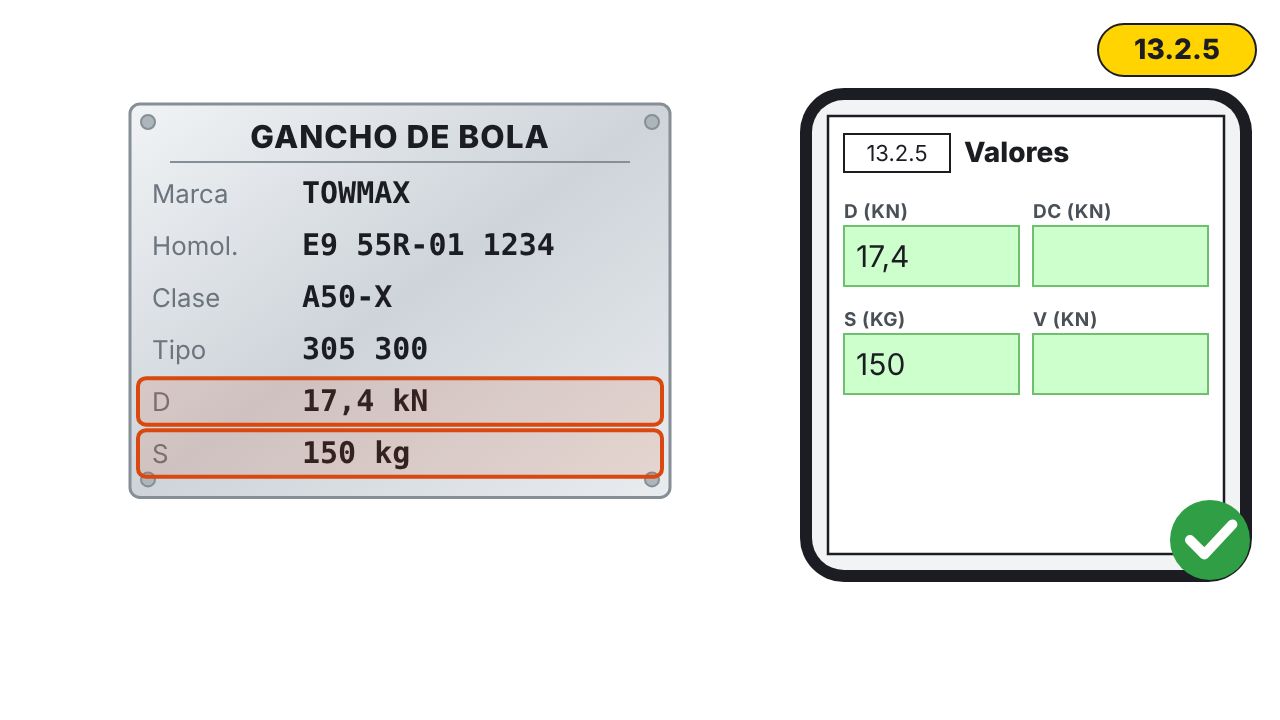 13.2.5
GANCHO DE BOLA
Marca TOWMAX
Homol. E9 55R-01 1234
Clase A50-X
Tipo 305 300
D 17,4 kN
S 150 kg
13.2.5 Valores
D (KN) DC (KN)
17,4
S (KG) V (KN)
150